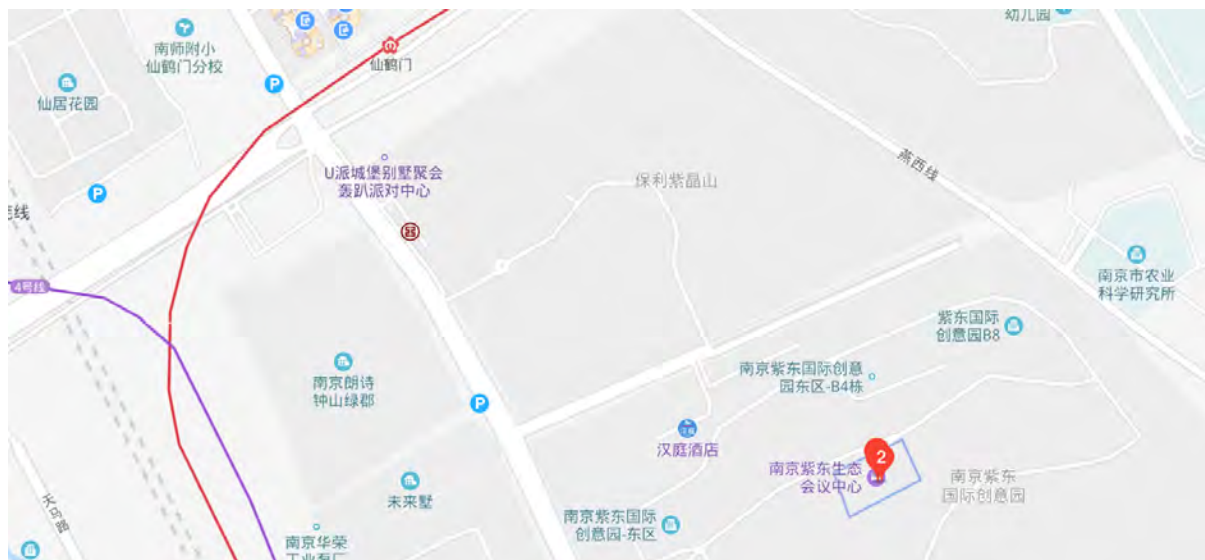 幼儿园
南师附小
仙鹤门分校
仙鹤门
仙居花园
P
燕西线
U派城堡别墅聚会
轰趴派对中心
保利紫晶山
P
线
4号线
南京市农业
科学研究所
紫东国际
创意园B8
南京朗诗
钟山绿郡
南京紫东国际创意
园东区-B4栋
P
汉庭酒店
2
南京紫东生态
会议中心
南京紫东
国际创意园
未来墅
天马路
南京紫东国际
创意园-东区
南京华荣